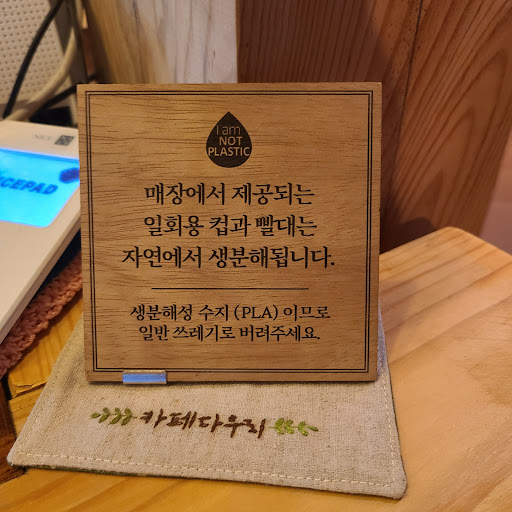 I am
NOT
PLASTIC
매장에서 제공되는
일회용 컵과 빨대는
자연에서 생분해됩니다.
생분해성 수지 (PLA) 이므로
일반 쓰레기로 버려주세요.
카페다우리